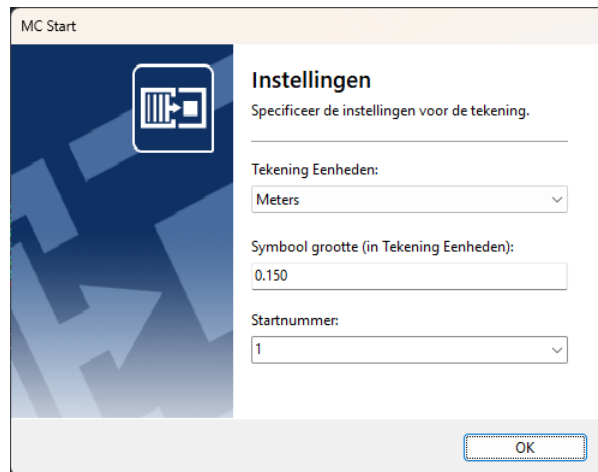 MC Start
Instellingen
Specificeer de instellingen voor de tekening.
Tekening Eenheden:
Meters
Symbool grootte (in Tekening Eenheden):
0.150
Startnummer:
1
OK